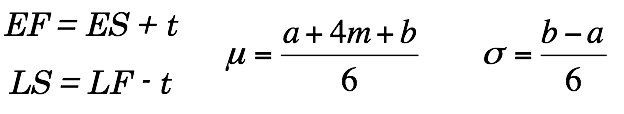 EF = ES + t
LS = LF - t
μ = (a + 4m + b) / 6
σ = (b − a) / 6